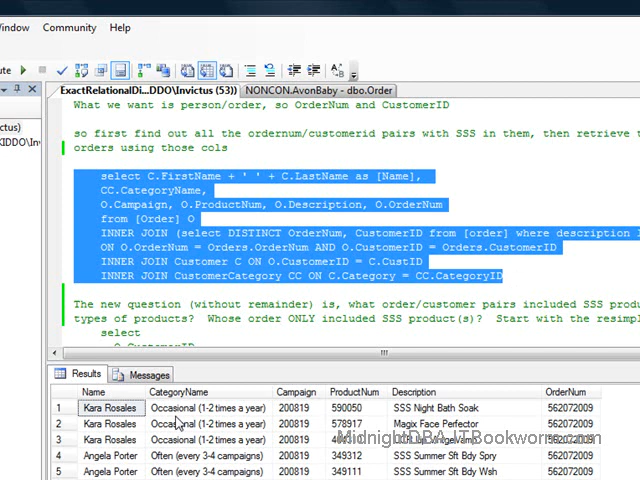 Window Community Help
ute
ExactRelationalDi...DDO\Invictus (53)) NONCON.AvonBaby - dbo.Order
What we want is person/order, so OrderNum and CustomerID
so first find out all the ordernum/customerid pairs with SSS in them, then retrieve t
orders using those cols
select C.FirstName + ' ' + C.LastName as [Name],
CC.CategoryName,
O.Campaign, O.ProductNum, O.Description, O.OrderNum
from [Order] O
INNER JOIN (select DISTINCT OrderNum, CustomerID from [order] where description
ON O.OrderNum = Orders.OrderNum AND O.CustomerID = Orders.CustomerID
INNER JOIN Customer C ON O.CustomerID = C.CustID
INNER JOIN CustomerCategory CC ON C.Category = CC.CategoryID
The new question (without remainder) is, what order/customer pairs included SSS produ
types of products? Whose order ONLY included SSS product(s)? Start with the resimpl
select
O.CustomerID
ctus)
KIDDO\Inv
Results Messages
Name CategoryName Campaign ProductNum Description OrderNum
1 Kara Rosales Occasional (1-2 times a year) 200819 590050 SSS Night Bath Soak 562072009
2 Kara Rosales Occasional (1-2 times a year) 200819 578917 Magix Face Perfector 562072009
3 Kara Rosales Occasional (1-2 times a year) 200819 562072009
MidnightDBA.ITBookworm.com
4 Angela Porter Often (every 3-4 campaigns) 200819 349312 SSS Summer Sft Bdy Spry 562072009
5 Angela Porter Often (every 3-4 campaigns) 200819 349111 SSS Summer Sft Bdy Wsh 562072009